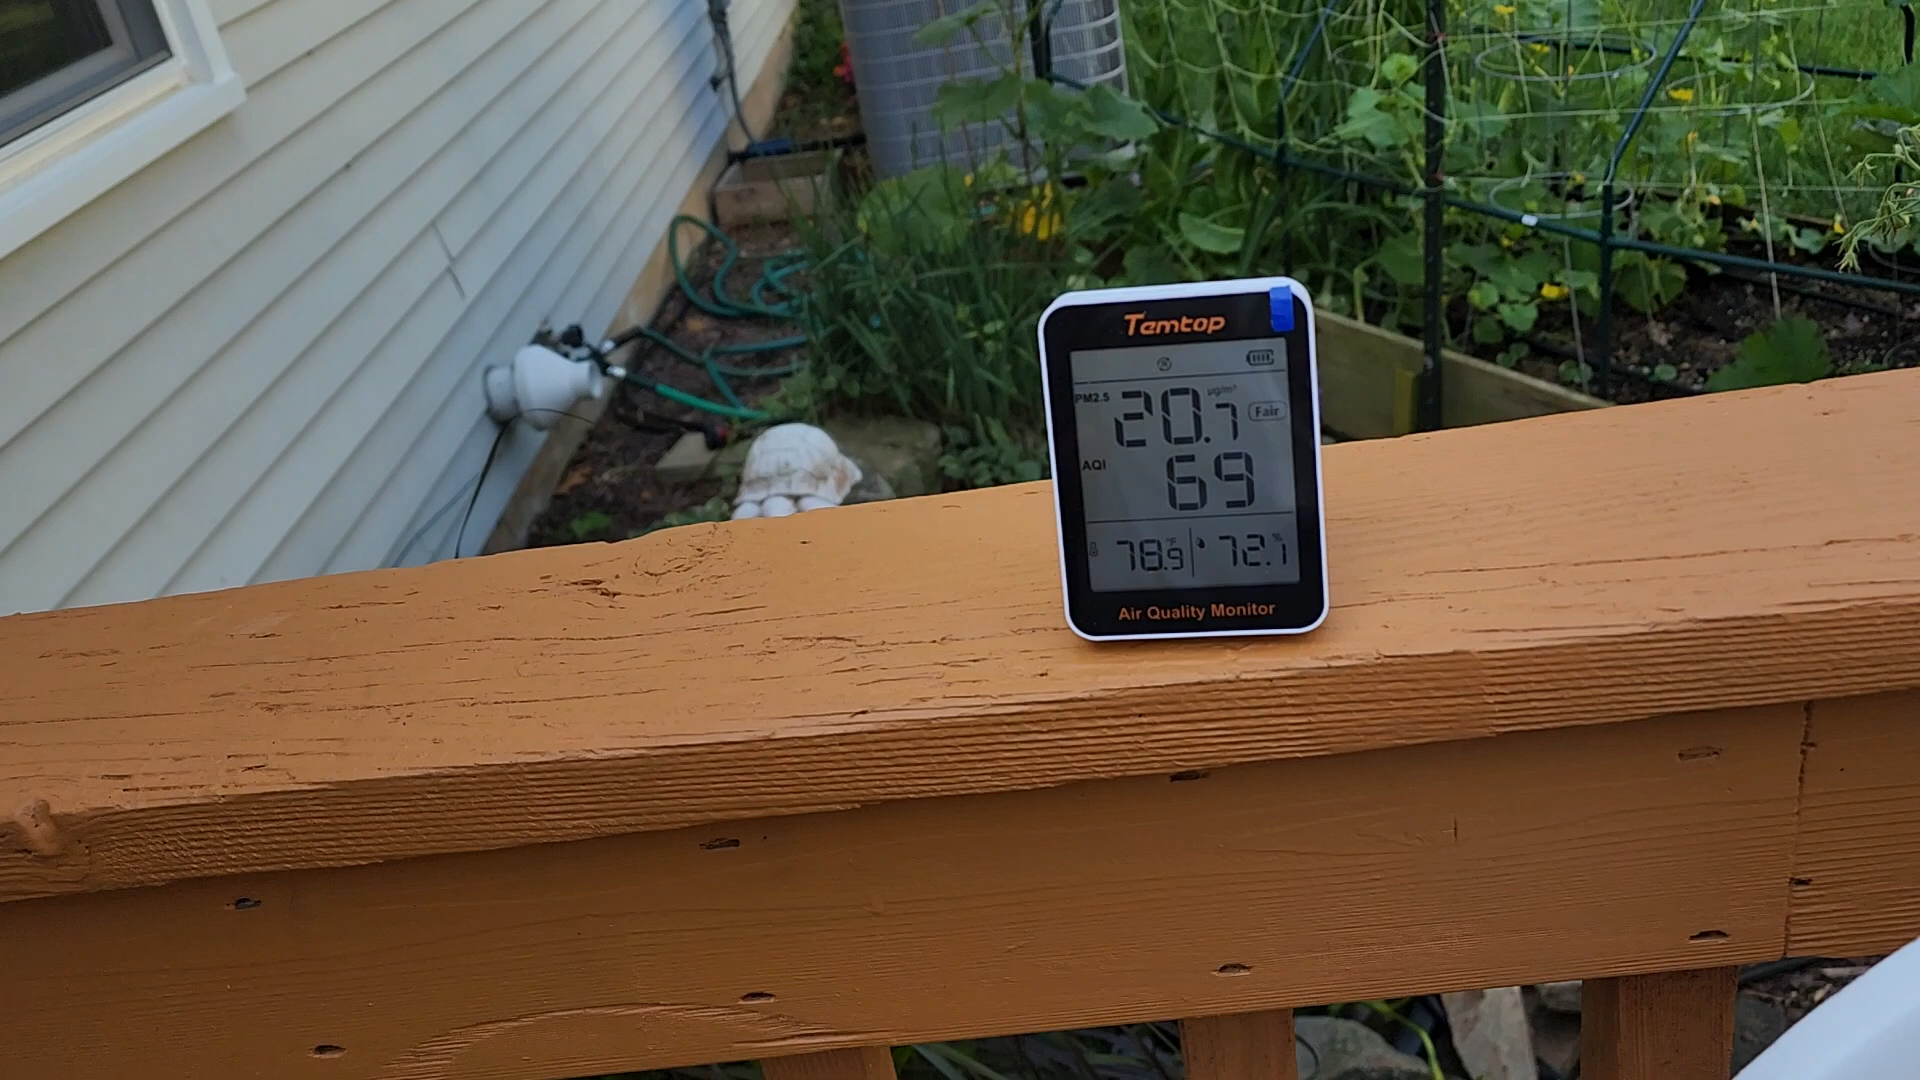 Temtop
PM2.5 20.7 µg/m³ Fair
AQI 69
78.9 °F 72.1 %
Air Quality Monitor